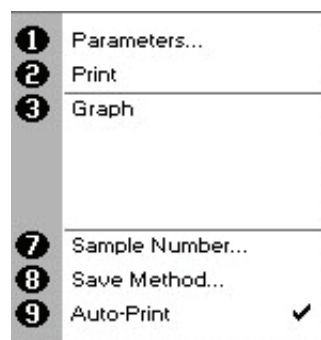 1 Parameters...
2 Print
3 Graph
7 Sample Number...
8 Save Method...
9 Auto-Print ✔